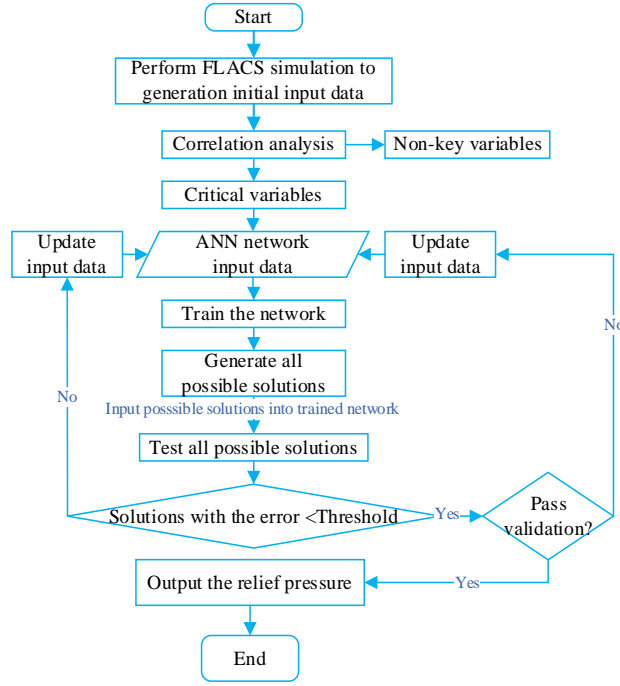 Start
Perform FLACS simulation to
generation initial input data
Correlation analysis
Non-key variables
Critical variables
Update
input data
ANN network
input data
Update
input data
Train the network
No
Generate all
possible solutions
No
Input posssible solutions into trained network
Test all possible solutions
Solutions with the error <Threshold
Yes
Pass
validation?
Output the relief pressure
Yes
End